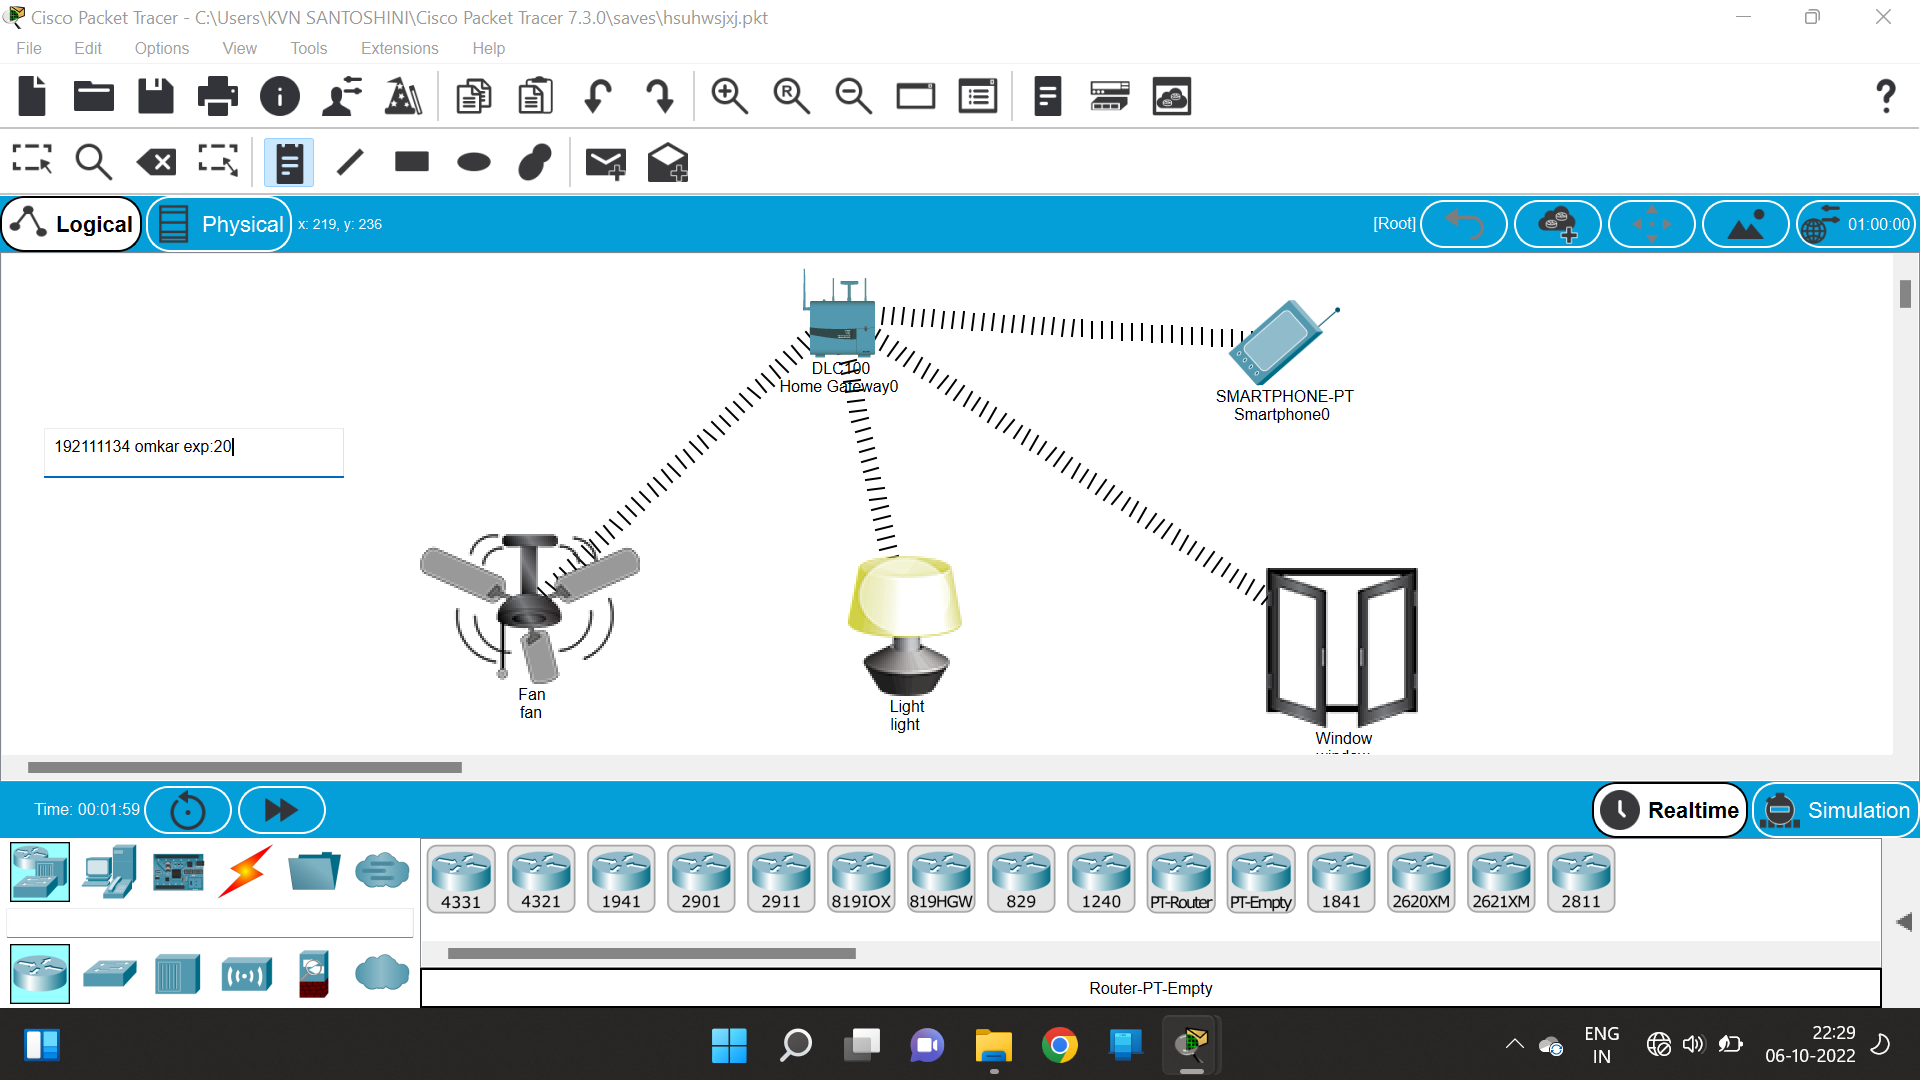 Cisco Packet Tracer - C:\Users\KVN SANTOSHINI\Cisco Packet Tracer 7.3.0\saves\hsuhwsjxj.pkt
File Edit Options View Tools Extensions Help
Logical Physical x: 219, y: 236 [Root] 01:00:00
DLC100
Home Gateway0
SMARTPHONE-PT
Smartphone0
192111134 omkar exp:20
Fan
fan
Light
light
Window
window
Time: 00:01:59 Realtime Simulation
4331 4321 1941 2901 2911 819IOX 819HGW 829 1240 PT-Router PT-Empty 1841 2620XM 2621XM 2811
Router-PT-Empty
ENG
IN
22:29
06-10-2022